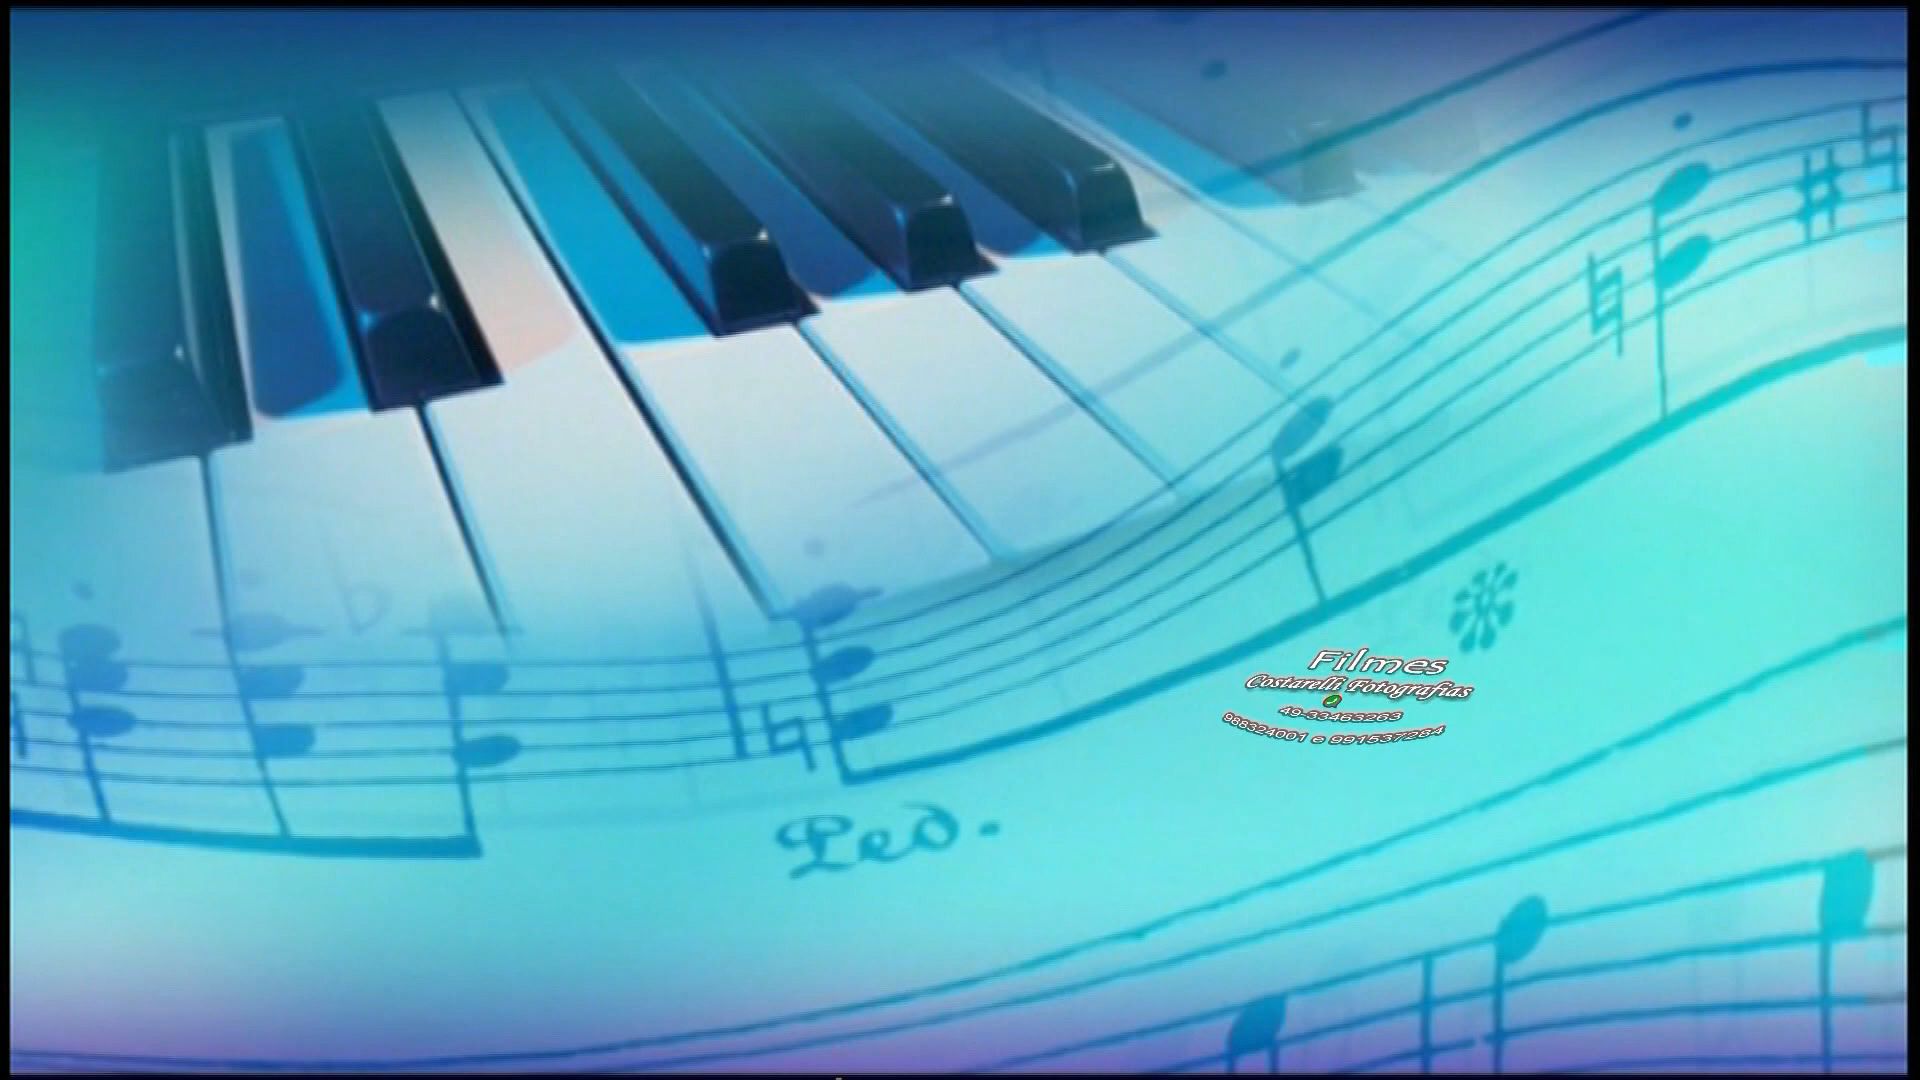 Filmes
Costarelli Fotografias
49-33463263
988324001 e 991537284
Ped.